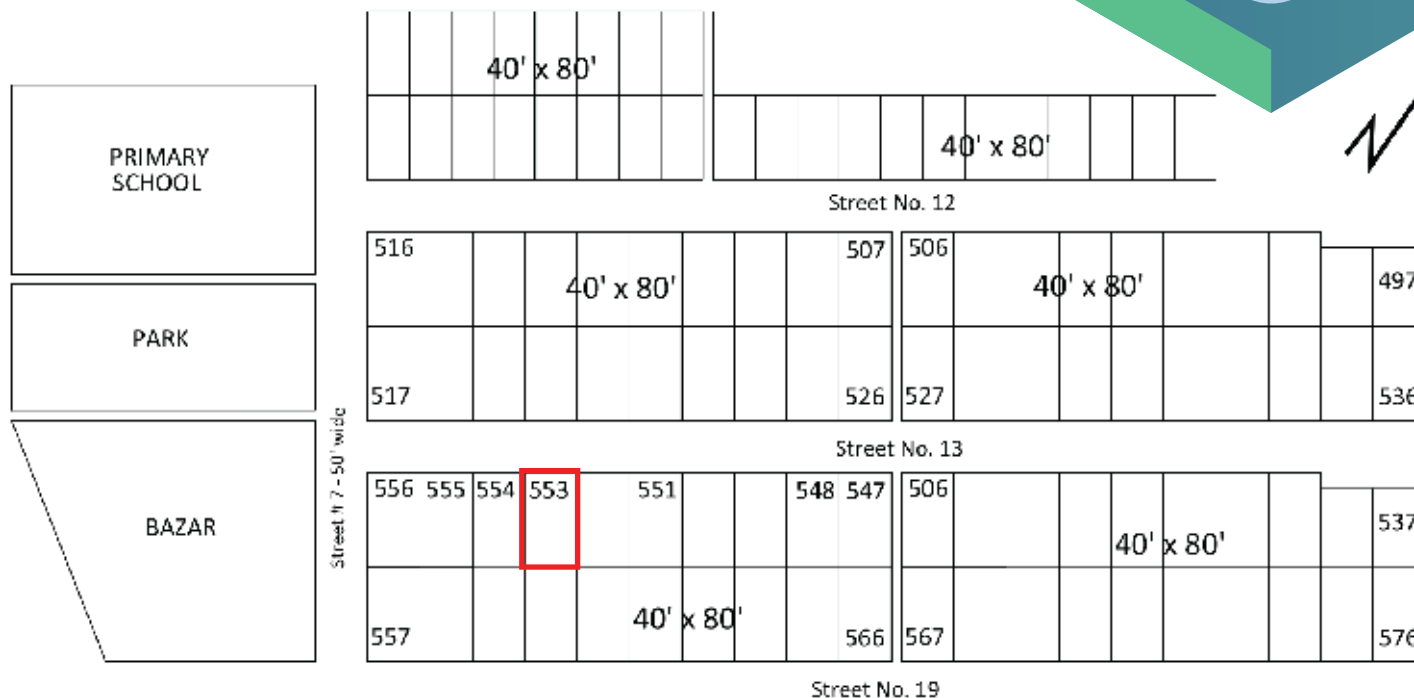 40' x 80'
40' x 80'
PRIMARY
SCHOOL
Street No. 12
516
507
506
40' x 80'
40' x 80'
497
PARK
517
526
527
536
Street No. 13
556 555 554 553 551 548 547
506
537
BAZAR
40' x 80'
40' x 80'
557
566
567
576
Street No. 19
7 - 50' wide
Street
N